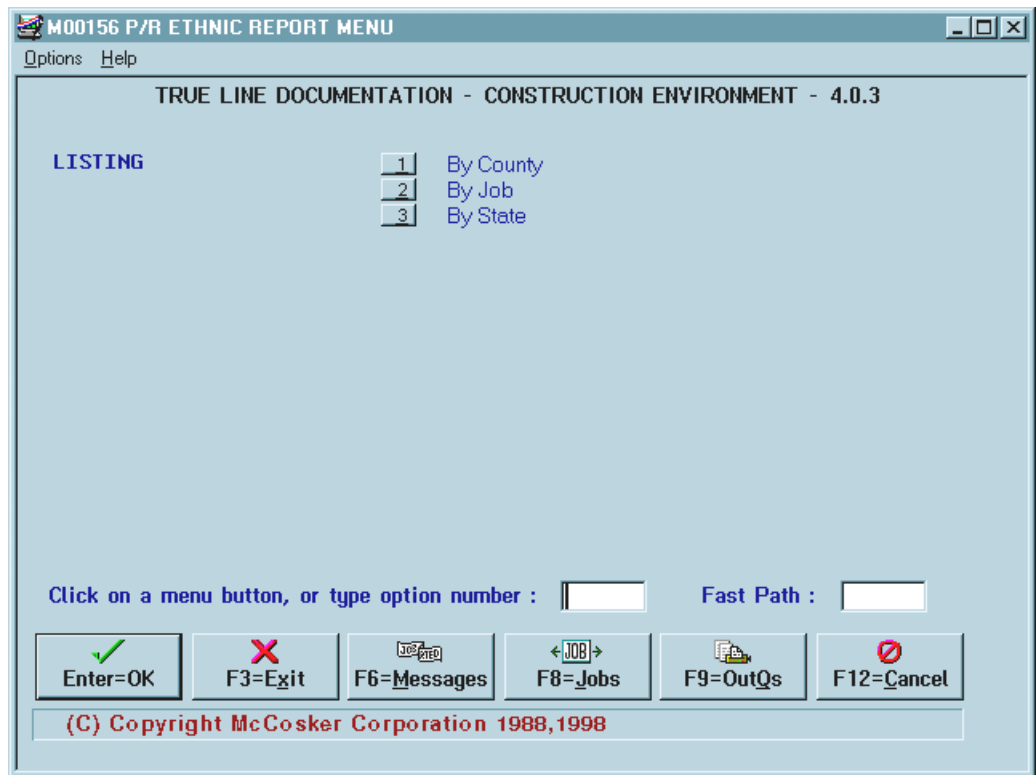 M00156 P/R ETHNIC REPORT MENU
Options Help
TRUE LINE DOCUMENTATION - CONSTRUCTION ENVIRONMENT - 4.0.3
LISTING 1 By County
2 By Job
3 By State
Click on a menu button, or type option number : Fast Path :
JOB
Enter=OK F3=Exit F6=Messages F8=Jobs F9=OutQs F12=Cancel
(C) Copyright McCosker Corporation 1988,1998